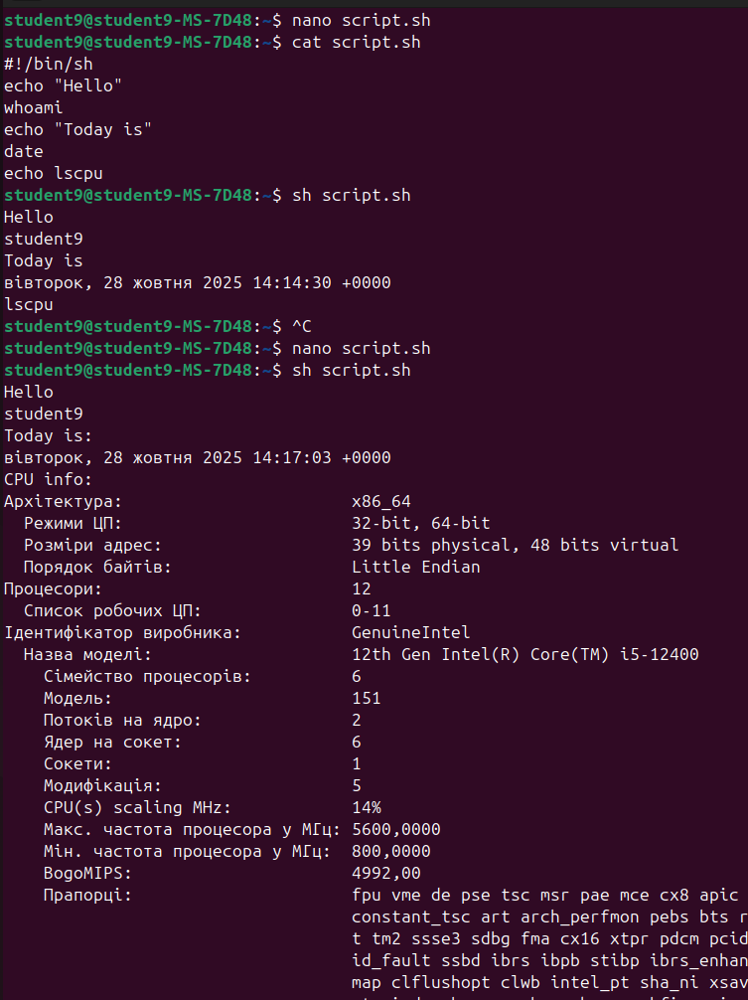 student9@student9-MS-7D48:~$ nano script.sh
student9@student9-MS-7D48:~$ cat script.sh
#!/bin/sh
echo "Hello"
whoami
echo "Today is"
date
echo lscpu
student9@student9-MS-7D48:~$ sh script.sh
Hello
student9
Today is
вівторок, 28 жовтня 2025 14:14:30 +0000
lscpu
student9@student9-MS-7D48:~$ ^C
student9@student9-MS-7D48:~$ nano script.sh
student9@student9-MS-7D48:~$ sh script.sh
Hello
student9
Today is:
вівторок, 28 жовтня 2025 14:17:03 +0000
CPU info:
Архітектура: x86_64
Режими ЦП: 32-bit, 64-bit
Розміри адрес: 39 bits physical, 48 bits virtual
Порядок байтів: Little Endian
Процесори: 12
Список робочих ЦП: 0-11
Ідентифікатор виробника: GenuineIntel
Назва моделі: 12th Gen Intel(R) Core(TM) i5-12400
Сімейство процесорів: 6
Модель: 151
Потоків на ядро: 2
Ядер на сокет: 6
Сокети: 1
Модифікація: 5
CPU(s) scaling MHz: 14%
Макс. частота процесора у МГц: 5600,0000
Мін. частота процесора у МГц: 800,0000
BogoMIPS: 4992,00
Прапорці: fpu vme de pse tsc msr pae mce cx8 apic
constant_tsc art arch_perfmon pebs bts r
t tm2 ssse3 sdbg fma cx16 xtpr pdcm pcid
id_fault ssbd ibrs ibpb stibp ibrs_enhan
map clflushopt clwb intel_pt sha_ni xsav